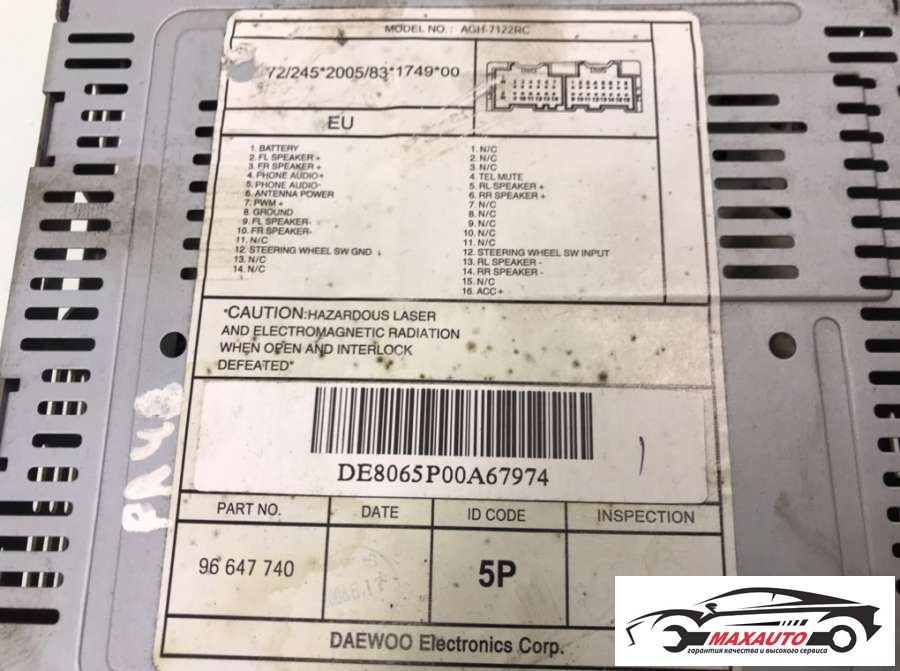 MODEL NO. : AGH-7122RC
72/245*2005/83*1749*00
EU
1. BATTERY
2. FL SPEAKER +
3. FR SPEAKER +
4. PHONE AUDIO+
5. PHONE AUDIO-
6. ANTENNA POWER
7. PWM +
8. GROUND
9. FL SPEAKER-
10. FR SPEAKER-
11. N/C
12. STEERING WHEEL SW GND
13. N/C
14. N/C
1. N/C
2. N/C
3. N/C
4. TEL MUTE
5. RL SPEAKER +
6. RR SPEAKER +
7. N/C
8. N/C
9. N/C
10. N/C
11. N/C
12. STEERING WHEEL SW INPUT
13. RL SPEAKER -
14. RR SPEAKER -
15. N/C
16. ACC +
*CAUTION:HAZARDOUS LASER
AND ELECTROMAGNETIC RADIATION
WHEN OPEN AND INTERLOCK
DEFEATED*
DE8065P00A67974
PART NO. DATE ID CODE INSPECTION
96 647 740 5P
DAEWOO Electronics Corp.
MAXAUTO
гарантия качества и высокого сервиса